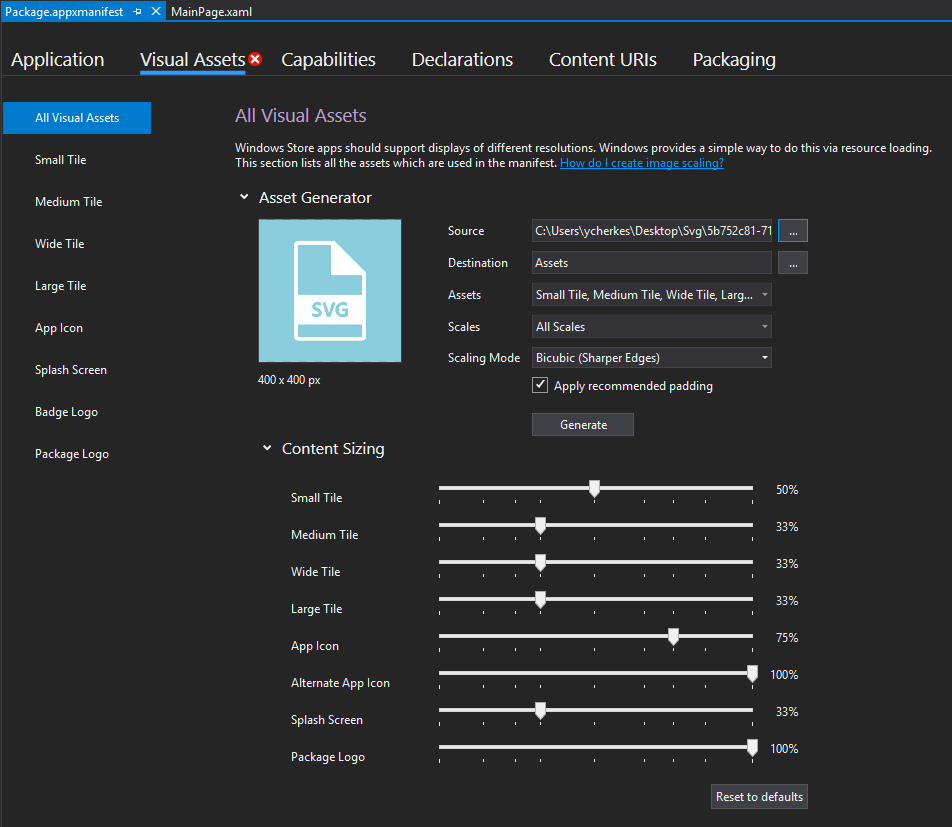 Package.appxmanifest MainPage.xaml
Application Visual Assets Capabilities Declarations Content URIs Packaging
All Visual Assets
Small Tile
Medium Tile
Wide Tile
Large Tile
App Icon
Splash Screen
Badge Logo
Package Logo
All Visual Assets
Windows Store apps should support displays of different resolutions. Windows provides a simple way to do this via resource loading.
This section lists all the assets which are used in the manifest. How do I create image scaling?
Asset Generator
SVG
400 x 400 px
Source C:\Users\ycherkes\Desktop\Svg\5b752c81-71 ...
Destination Assets ...
Assets Small Tile, Medium Tile, Wide Tile, Larg...
Scales All Scales
Scaling Mode Bicubic (Sharper Edges)
Apply recommended padding
Generate
Content Sizing
Small Tile 50%
Medium Tile 33%
Wide Tile 33%
Large Tile 33%
App Icon 75%
Alternate App Icon 100%
Splash Screen 33%
Package Logo 100%
Reset to defaults